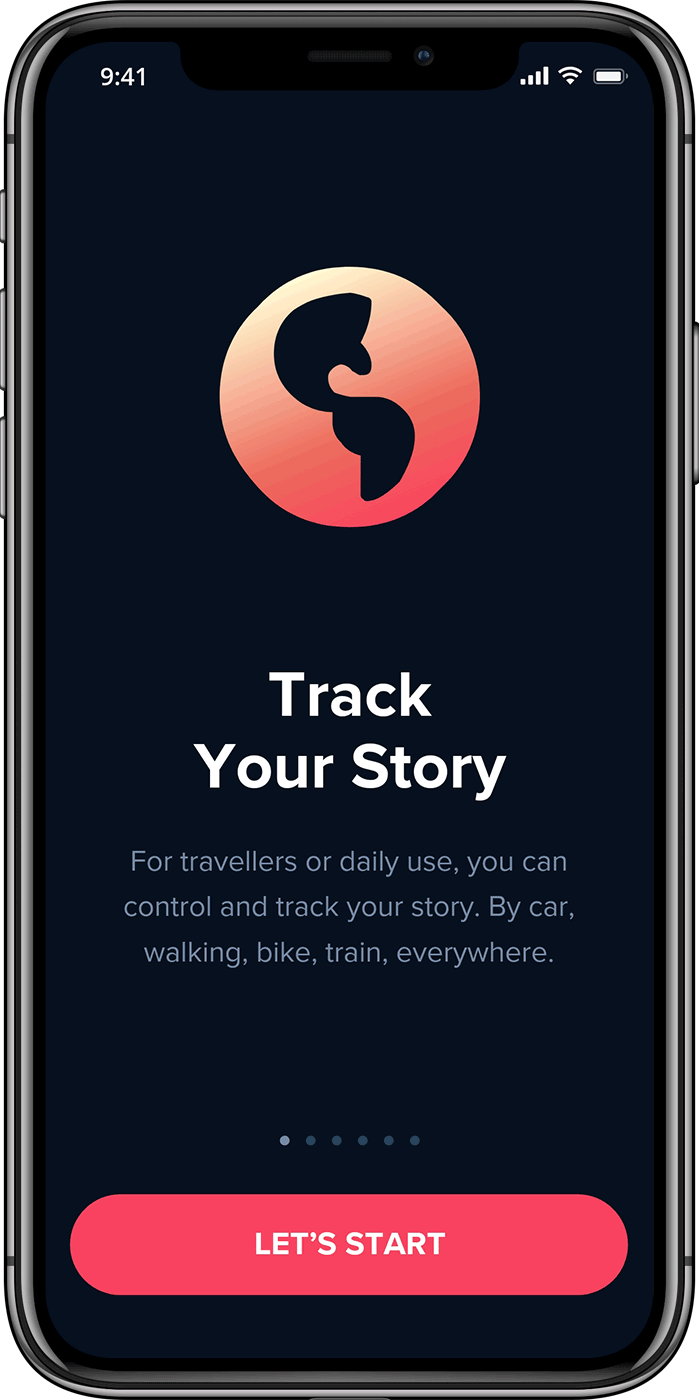 9:41
Track
Your Story
For travellers or daily use, you can
control and track your story. By car,
walking, bike, train, everywhere.
LET’S START